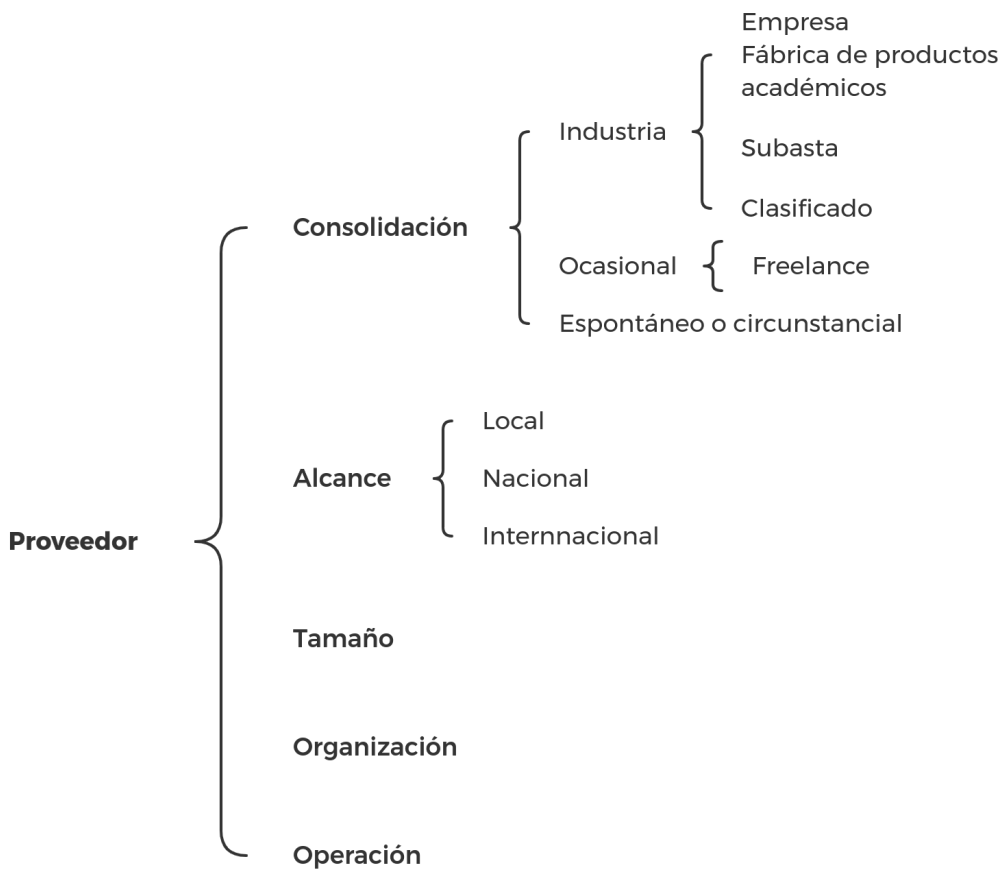 Proveedor
Consolidación
Industria
Empresa
Fábrica de productos
académicos
Subasta
Clasificado
Ocasional
Freelance
Espontáneo o circunstancial
Alcance
Local
Nacional
Internnacional
Tamaño
Organización
Operación